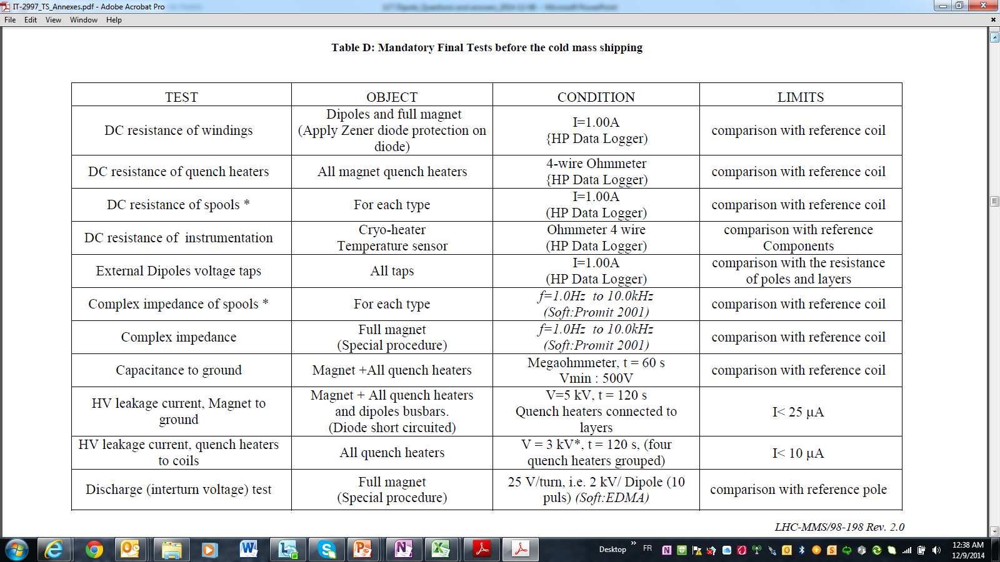 IT-2997_TS_Annexes.pdf - Adobe Acrobat Pro
File Edit View Window Help
Table D: Mandatory Final Tests before the cold mass shipping
TEST OBJECT CONDITION LIMITS
DC resistance of windings
Dipoles and full magnet
(Apply Zener diode protection on
diode)
I=1.00A
{HP Data Logger)
comparison with reference coil
DC resistance of quench heaters
All magnet quench heaters
4-wire Ohmmeter
{HP Data Logger)
comparison with reference coil
DC resistance of spools *
For each type
I=1.00A
(HP Data Logger)
comparison with reference coil
DC resistance of instrumentation
Cryo-heater
Temperature sensor
Ohmmeter 4 wire
(HP Data Logger)
comparison with reference
Components
External Dipoles voltage taps
All taps
I=1.00A
(HP Data Logger)
comparison with the resistance
of poles and layers
Complex impedance of spools *
For each type
f=1.0Hz to 10.0kHz
(Soft:Promit 2001)
comparison with reference coil
Complex impedance
Full magnet
(Special procedure)
f=1.0Hz to 10.0kHz
(Soft:Promit 2001)
comparison with reference coil
Capacitance to ground
Magnet +All quench heaters
Megaohmmeter, t = 60 s
Vmin : 500V
comparison with reference coil
HV leakage current, Magnet to
ground
Magnet + All quench heaters
and dipoles busbars.
(Diode short circuited)
V=5 kV, t = 120 s
Quench heaters connected to
layers
I< 25 µA
HV leakage current, quench heaters
to coils
All quench heaters
V = 3 kV*, t = 120 s, (four
quench heaters grouped)
I< 10 µA
Discharge (interturn voltage) test
Full magnet
(Special procedure)
25 V/turn, i.e. 2 kV/ Dipole (10
puls) (Soft:EDMA)
comparison with reference pole
LHC-MMS/98-198 Rev. 2.0
Desktop
FR
12:38 AM
12/9/2014